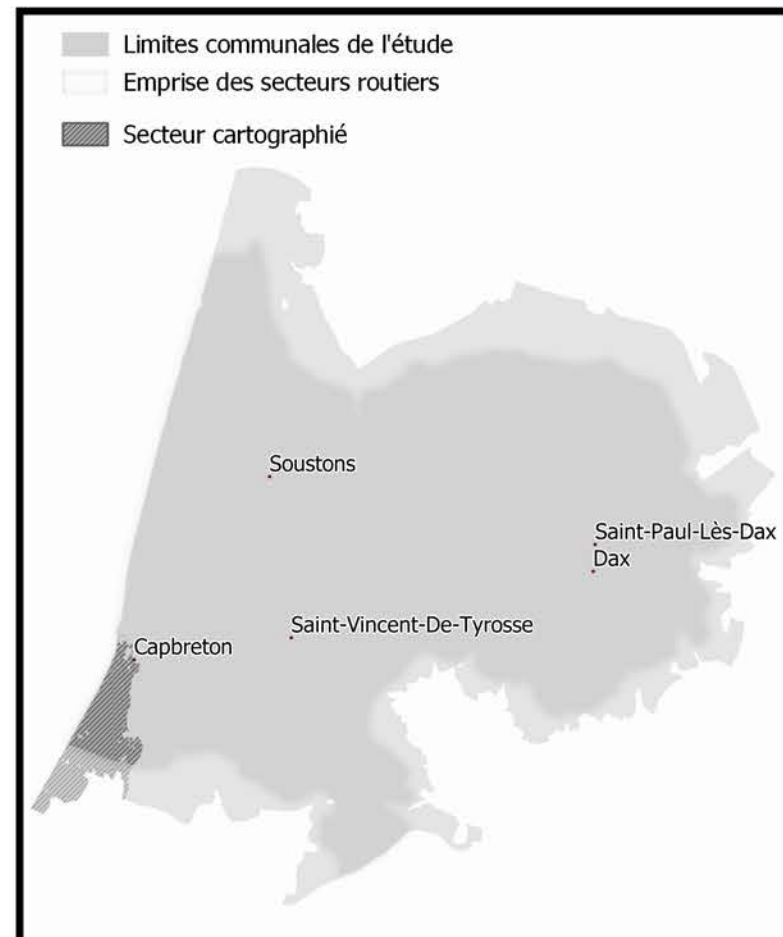 Limites communales de l'étude
Emprise des secteurs routiers
Secteur cartographié
Soustons
Saint-Paul-Lès-Dax
Dax
Saint-Vincent-De-Tyrosse
Capbreton